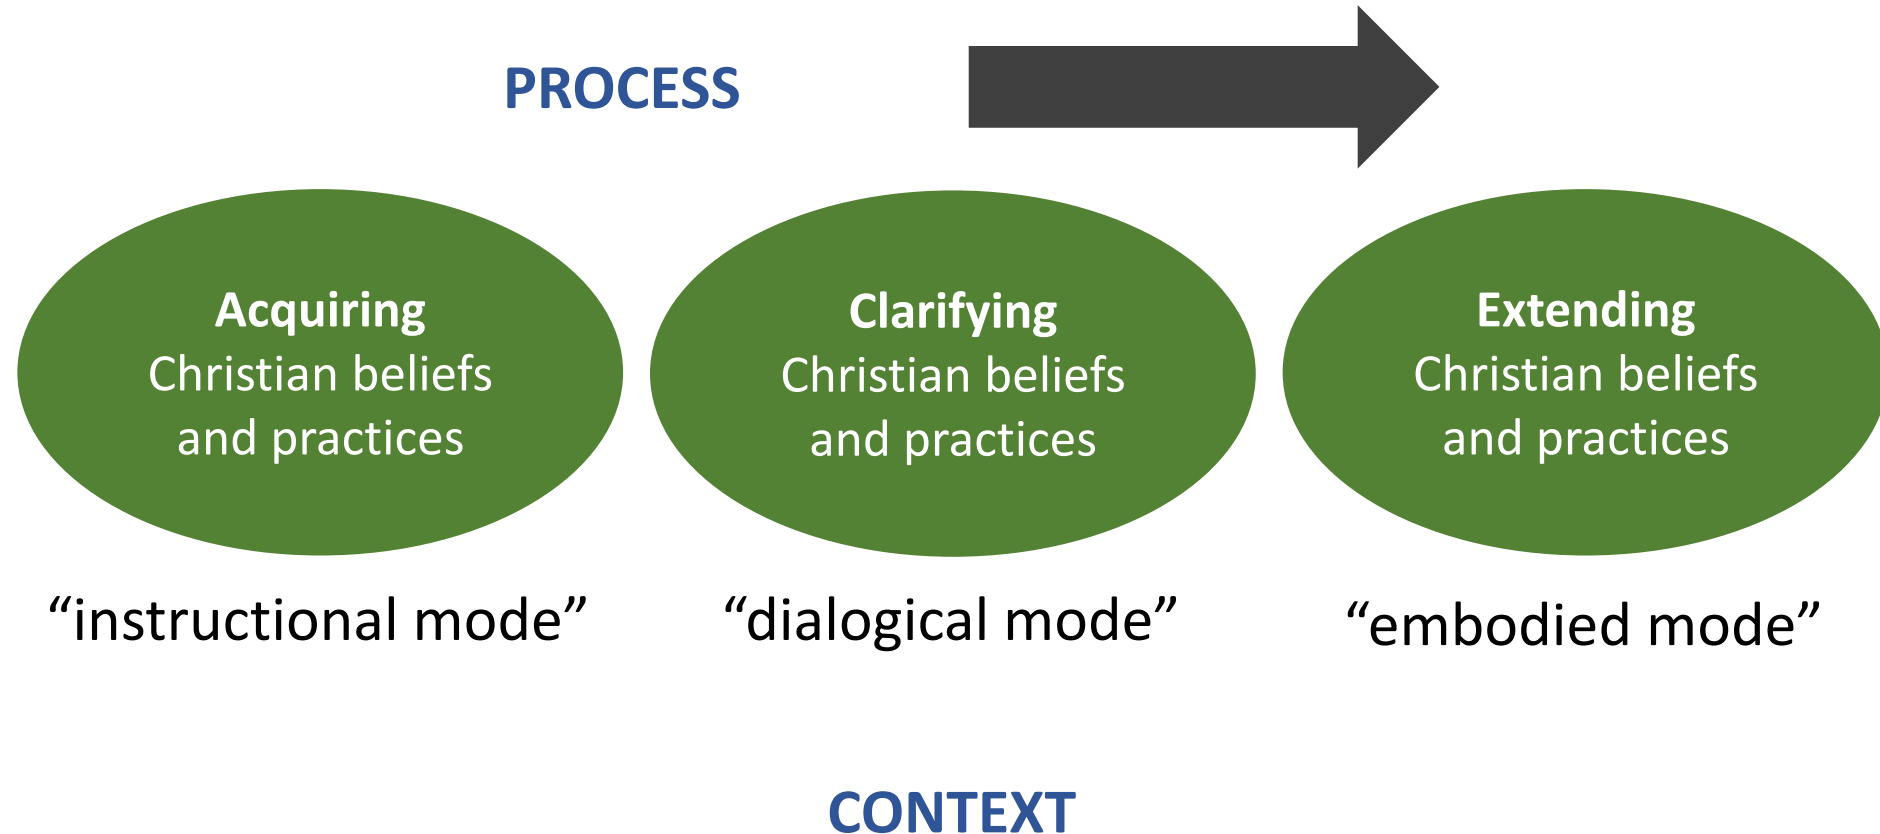 PROCESS
Acquiring
Christian beliefs
and practices
Clarifying
Christian beliefs
and practices
Extending
Christian beliefs
and practices
“instructional mode”
“dialogical mode”
“embodied mode”
CONTEXT